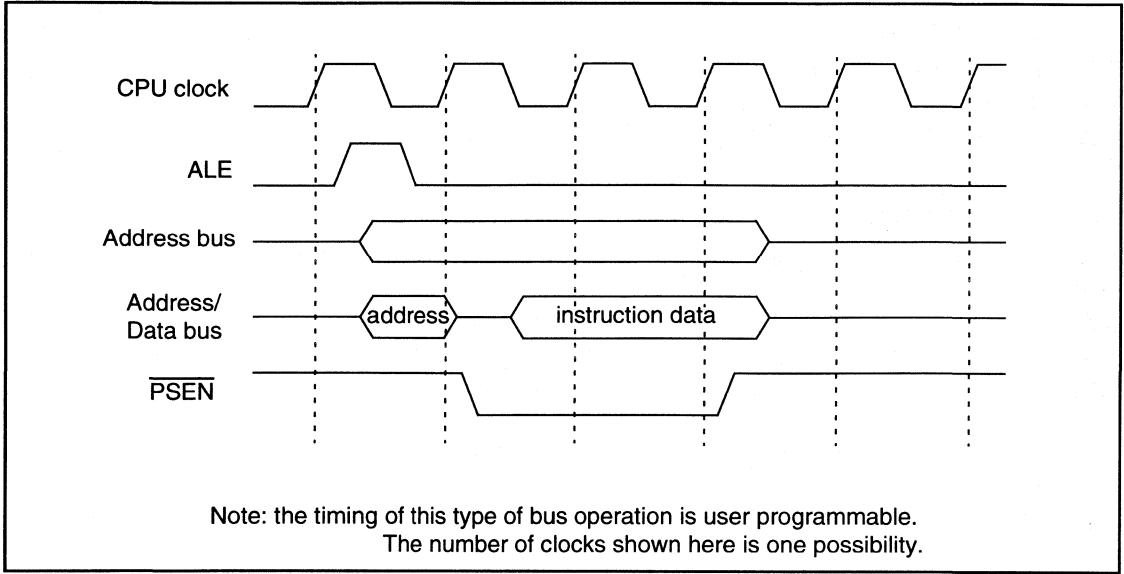 CPU clock
ALE
Address bus
Address/
Data bus
address
instruction data
PSEN
Note: the timing of this type of bus operation is user programmable.
The number of clocks shown here is one possibility.